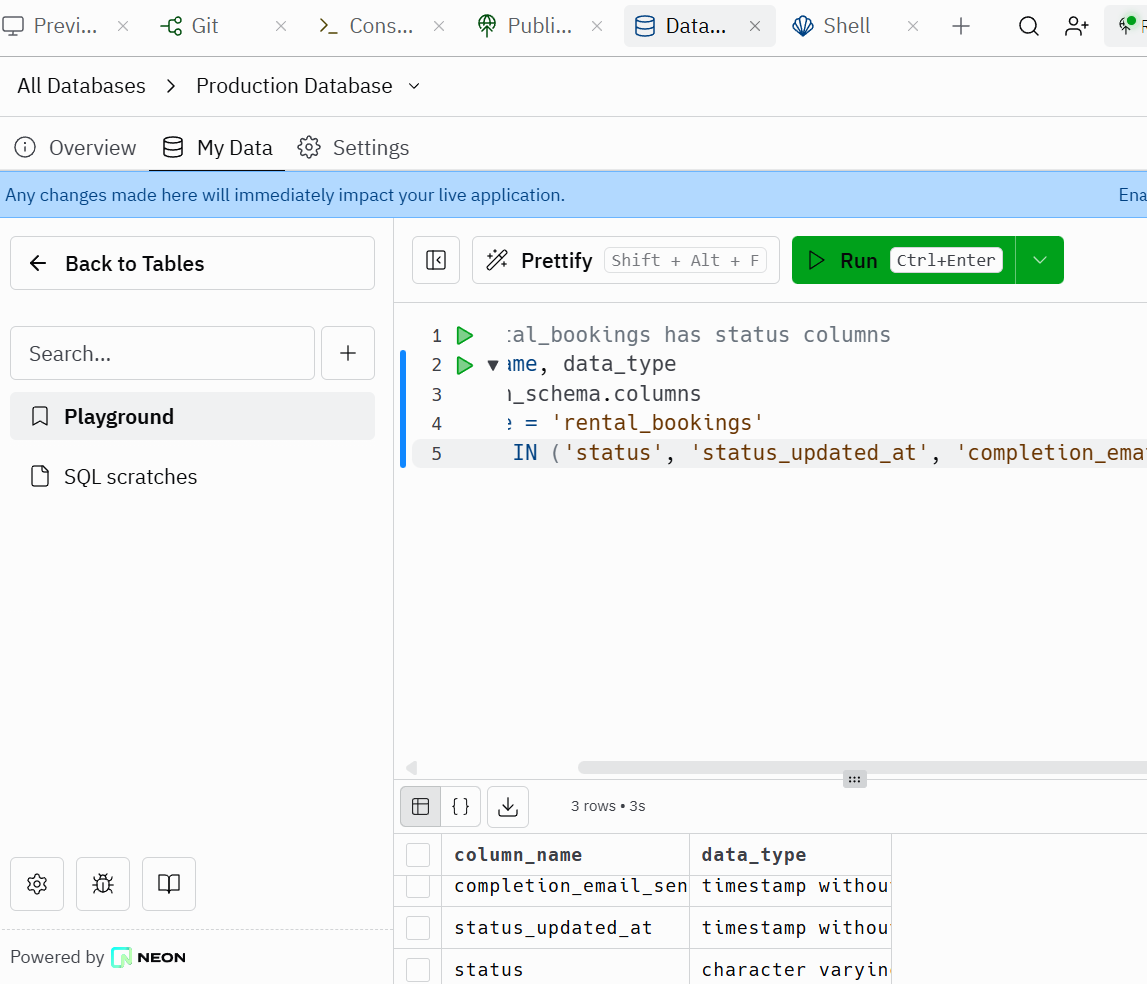 Previ...
Git
Cons...
Publi...
Data...
Shell
All Databases
Production Database
Overview
My Data
Settings
Any changes made here will immediately impact your live application.
Ena
Back to Tables
Prettify Shift + Alt + F
Run Ctrl+Enter
Search...
Playground
SQL scratches
1 tal_bookings has status columns
2 ame, data_type
3 n_schema.columns
4 e = 'rental_bookings'
5 IN ('status', 'status_updated_at', 'completion_ema
{ }
3 rows • 3s
column_name data_type
completion_email_sen timestamp withou
status_updated_at timestamp withou
status character varyin
Powered by NEON